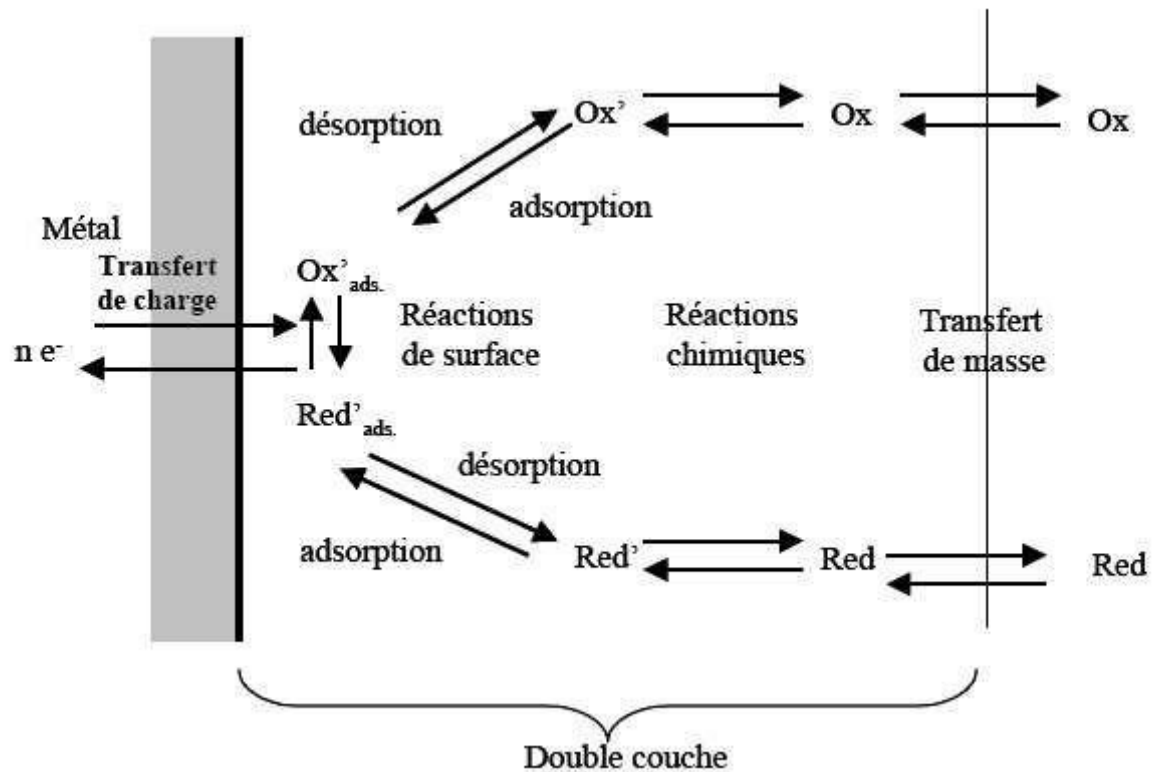 Ox’
Ox
Ox
désorption
adsorption
Métal
Transfert
de charge
Ox’ads.
Réactions
de surface
Réactions
chimiques
Transfert
de masse
n e-
Red’ads.
désorption
adsorption
Red’
Red
Red
Double couche